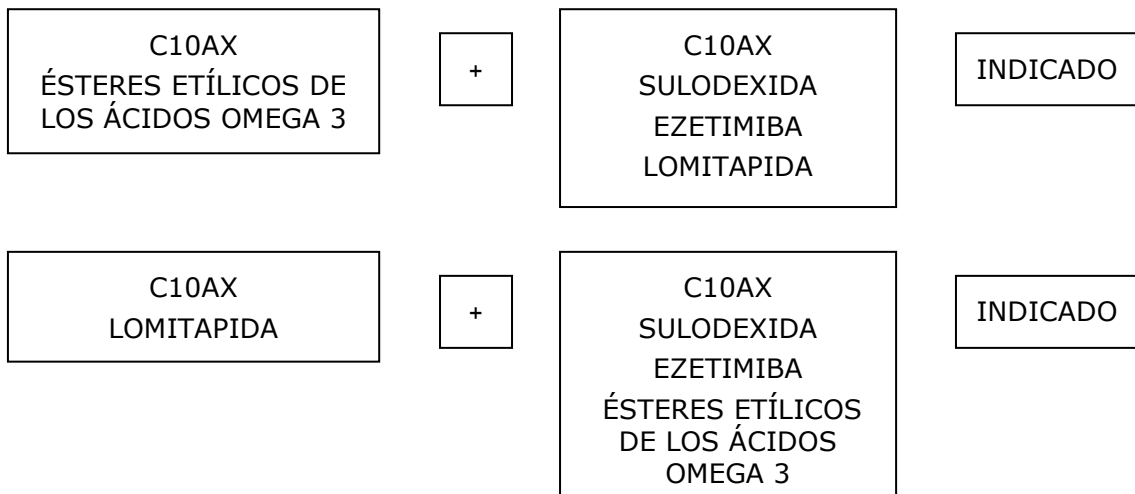 C10AX
ÉSTERES ETÍLICOS DE
LOS ÁCIDOS OMEGA 3
+
C10AX
SULODEXIDA
EZETIMIBA
LOMITAPIDA
INDICADO
C10AX
LOMITAPIDA
+
C10AX
SULODEXIDA
EZETIMIBA
ÉSTERES ETÍLICOS
DE LOS ÁCIDOS
OMEGA 3
INDICADO